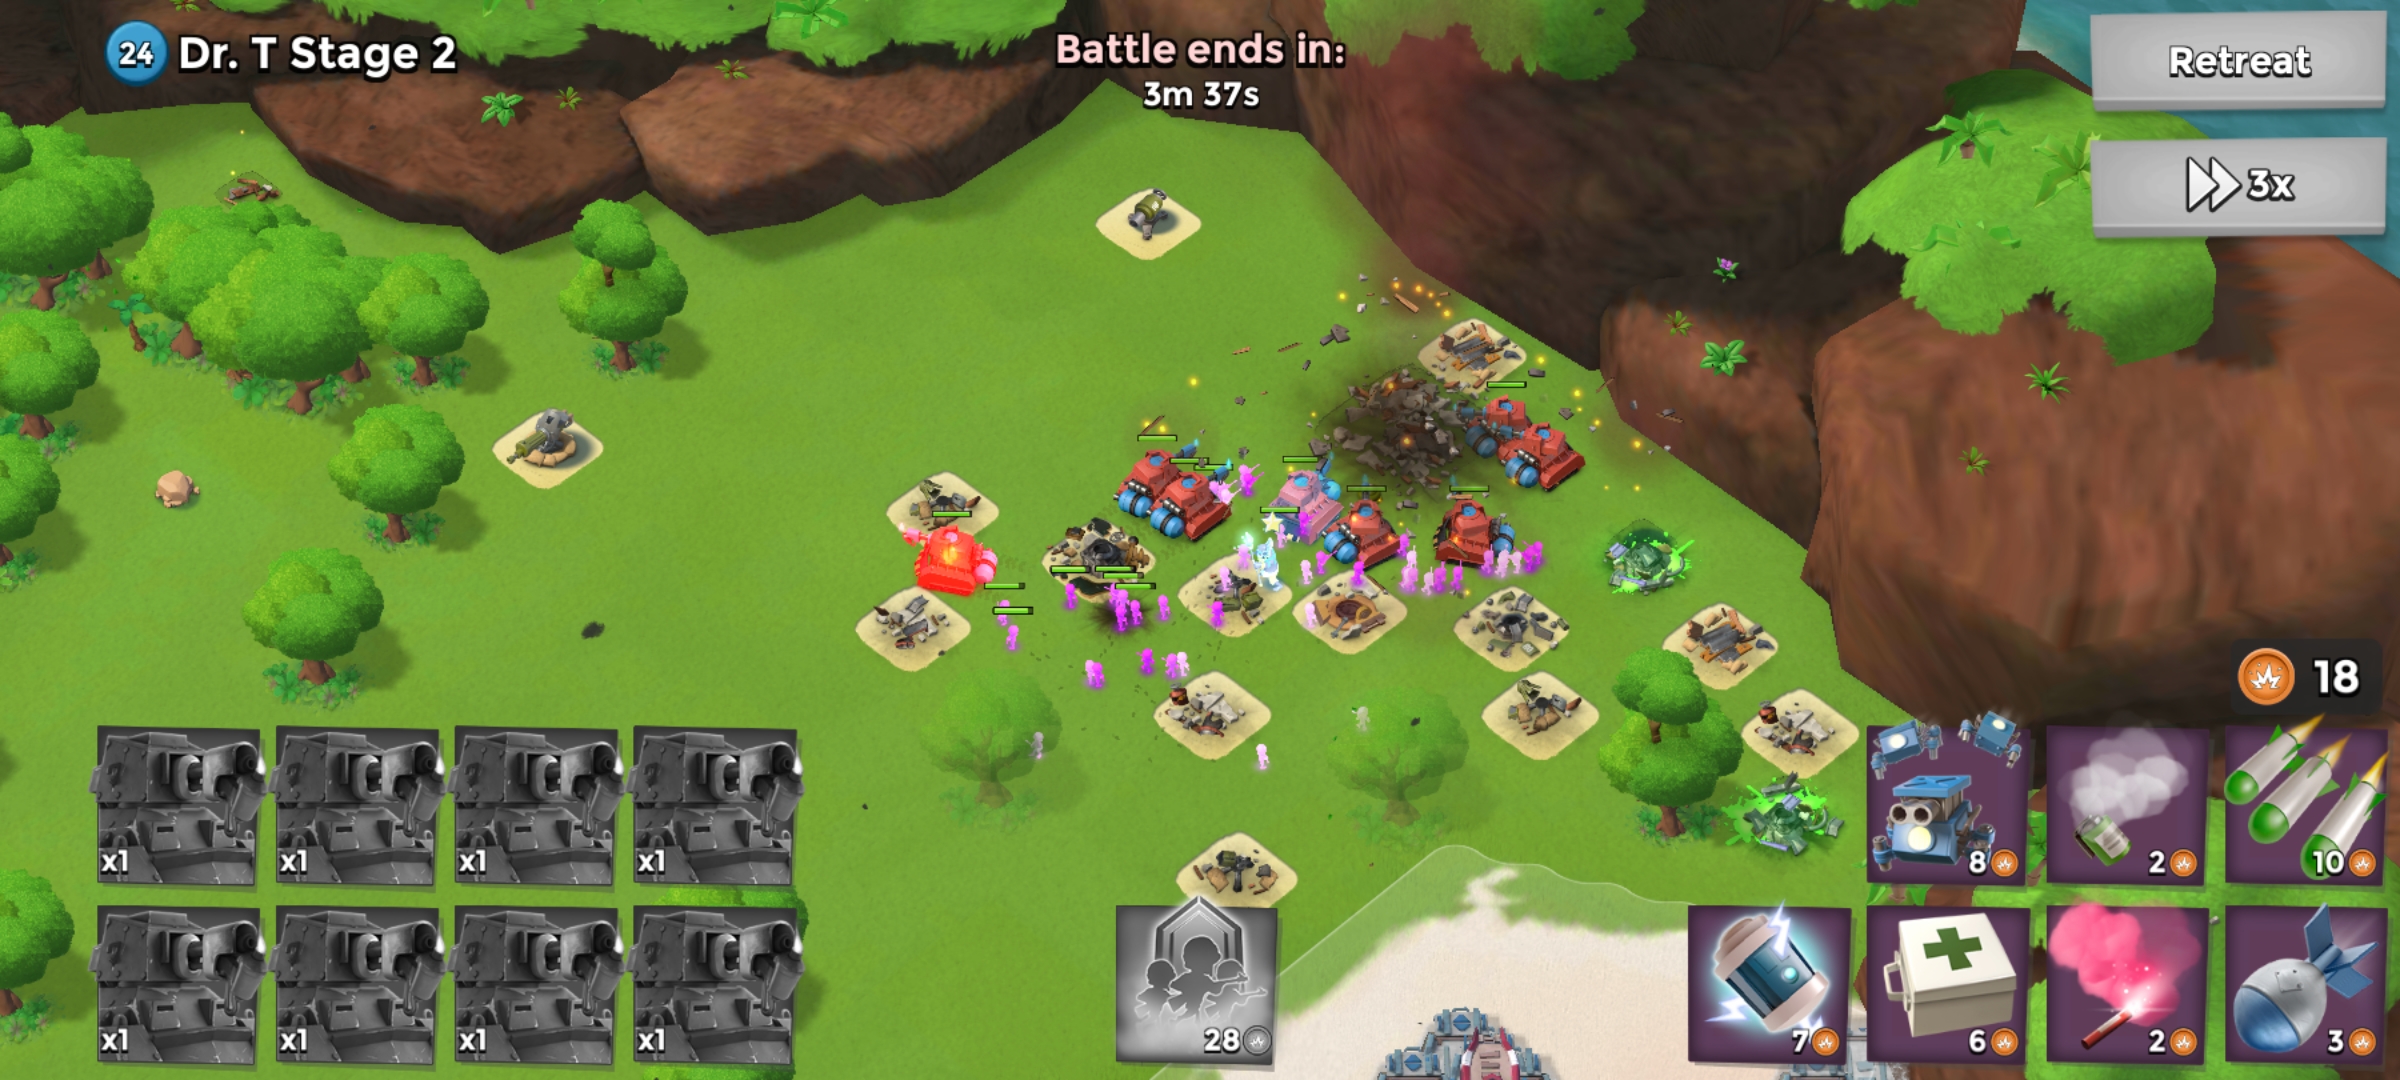 24 Dr. T Stage 2
Battle ends in:
3m 37s
Retreat
3x
18
x1 x1 x1 x1
8 2 10
x1 x1 x1 x1
28 7 6 2 3